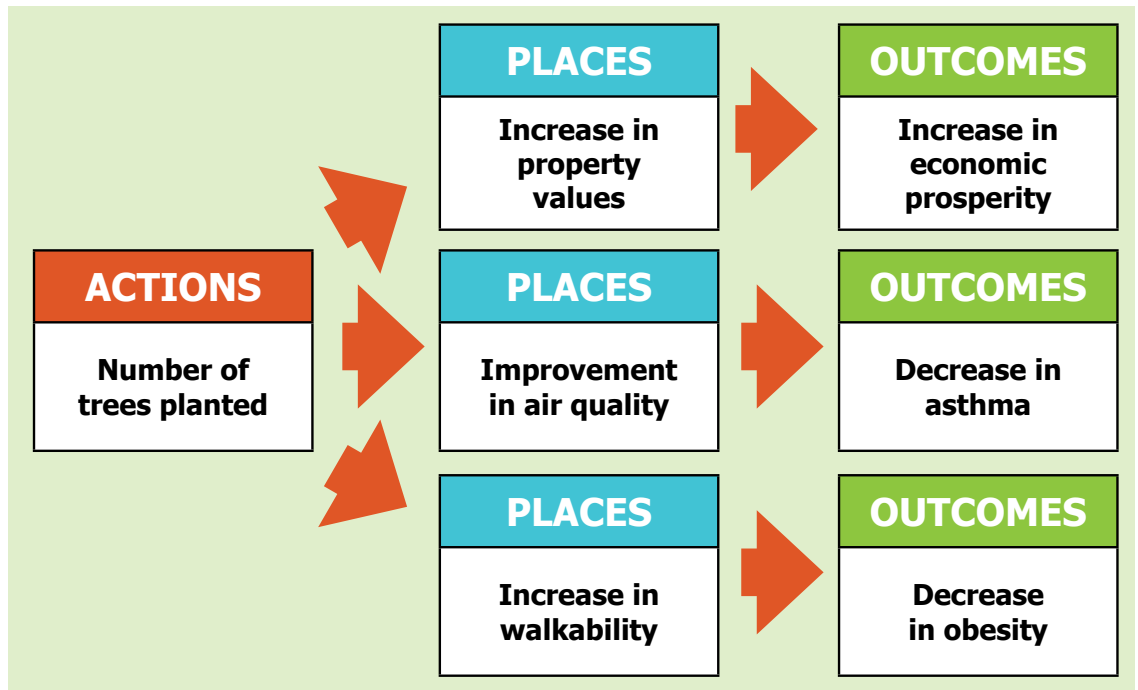 ACTIONS
Number of
trees planted
PLACES
Increase in
property
values
OUTCOMES
Increase in
economic
prosperity
PLACES
Improvement
in air quality
OUTCOMES
Decrease in
asthma
PLACES
Increase in
walkability
OUTCOMES
Decrease
in obesity